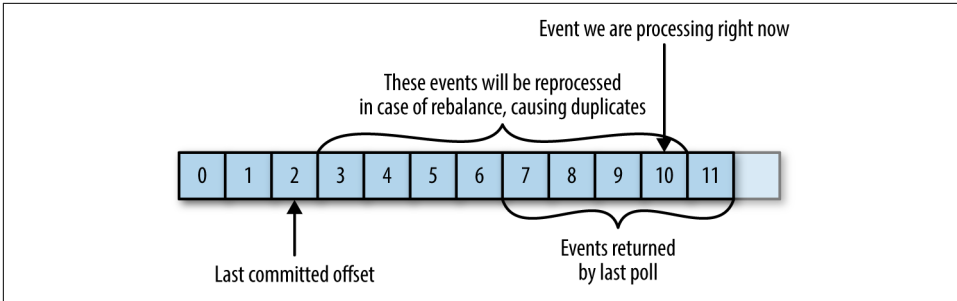 Event we are processing right now
These events will be reprocessed
in case of rebalance, causing duplicates
0 1 2 3 4 5 6 7 8 9 10 11
Last committed offset
Events returned
by last poll